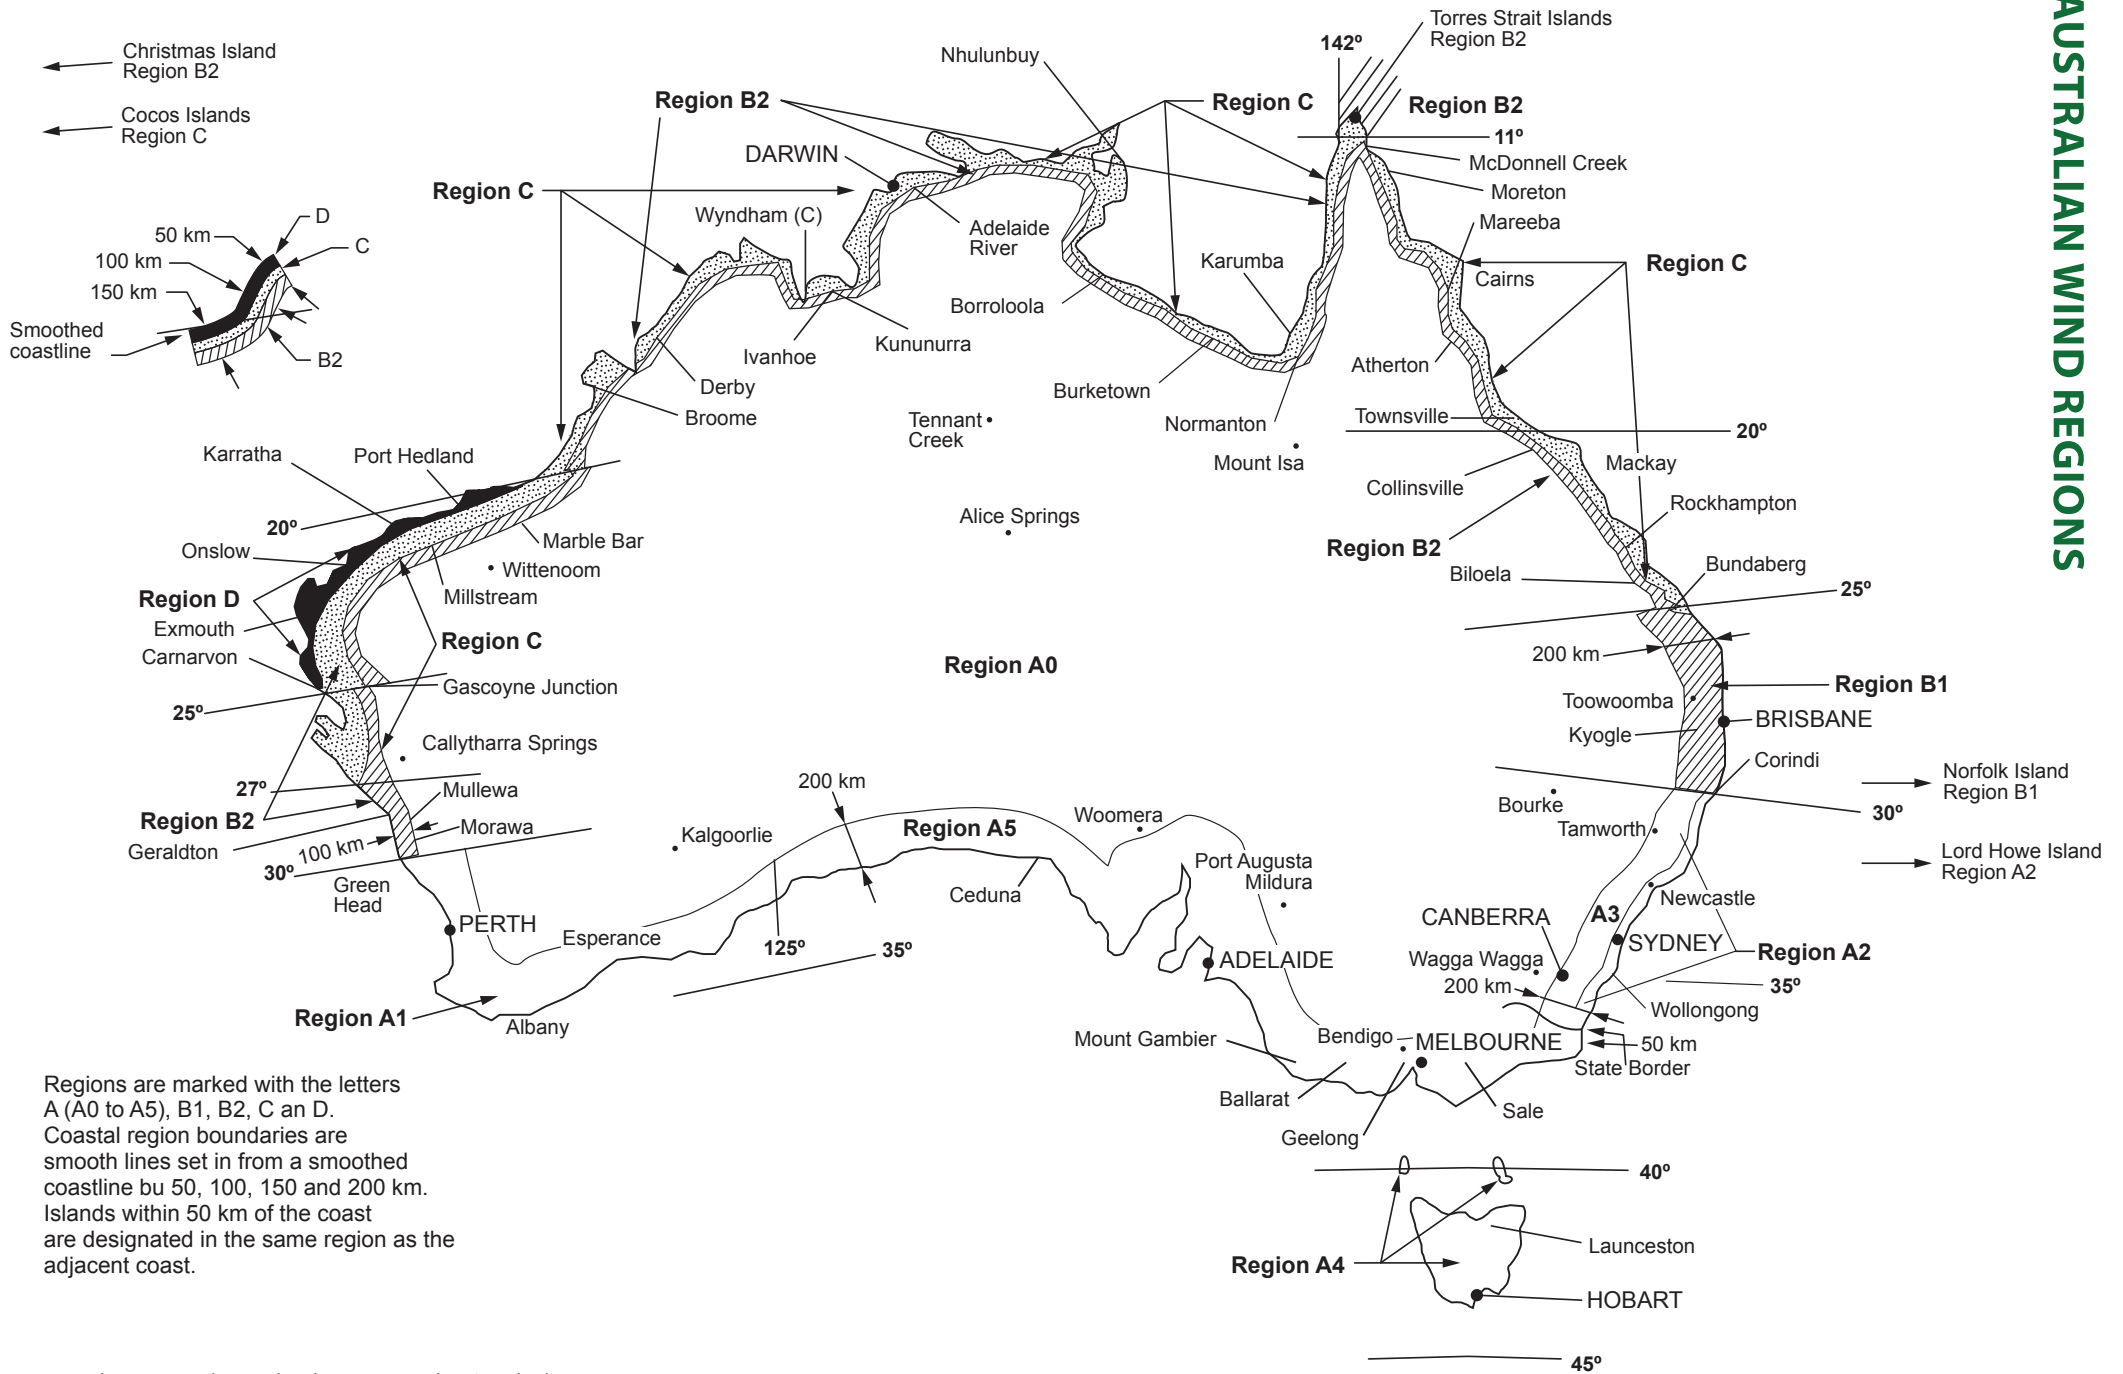 AUSTRALIAN WIND REGIONS
Christmas Island
Region B2
Cocos Islands
Region C
D
50 km
C
100 km
150 km
Smoothed
coastline
B2
Nhulunbuy
142º
Torres Strait Islands
Region B2
Region B2
Region C
Region B2
11º
DARWIN
McDonnell Creek
Region C
Moreton
Wyndham (C)
Adelaide
River
Mareeba
Karumba
Cairns
Region C
Borroloola
Ivanhoe
Kununurra
Atherton
Derby
Burketown
Broome
Tennant
Creek
Normanton
Townsville
20º
Karratha
Port Hedland
Mount Isa
Mackay
Collinsville
Rockhampton
20º
Alice Springs
Onslow
Marble Bar
Region B2
Wittenoom
Biloela
Bundaberg
Millstream
25º
Region D
Exmouth
Region C
Carnarvon
200 km
Region A0
Gascoyne Junction
Region B1
25º
Toowoomba
BRISBANE
Kyogle
Callytharra Springs
Corindi
27º
Mullewa
200 km
Norfolk Island
Region B1
Region B2
Morawa
Bourke
30º
Geraldton
100 km
Kalgoorlie
Region A5
Woomera
Tamworth
30º
Port Augusta
Mildura
Lord Howe Island
Region A2
Green
Head
Ceduna
Newcastle
PERTH
CANBERRA
A3
Esperance
125º
35º
SYDNEY
ADELAIDE
Wagga Wagga
Region A2
200 km
35º
Region A1
Albany
Wollongong
Mount Gambier
Bendigo
MELBOURNE
50 km
State Border
Ballarat
Sale
Geelong
40º
Launceston
Region A4
HOBART
45º
Regions are marked with the letters
A (A0 to A5), B1, B2, C an D.
Coastal region boundaries are
smooth lines set in from a smoothed
coastline bu 50, 100, 150 and 200 km.
Islands within 50 km of the coast
are designated in the same region as the
adjacent coast.